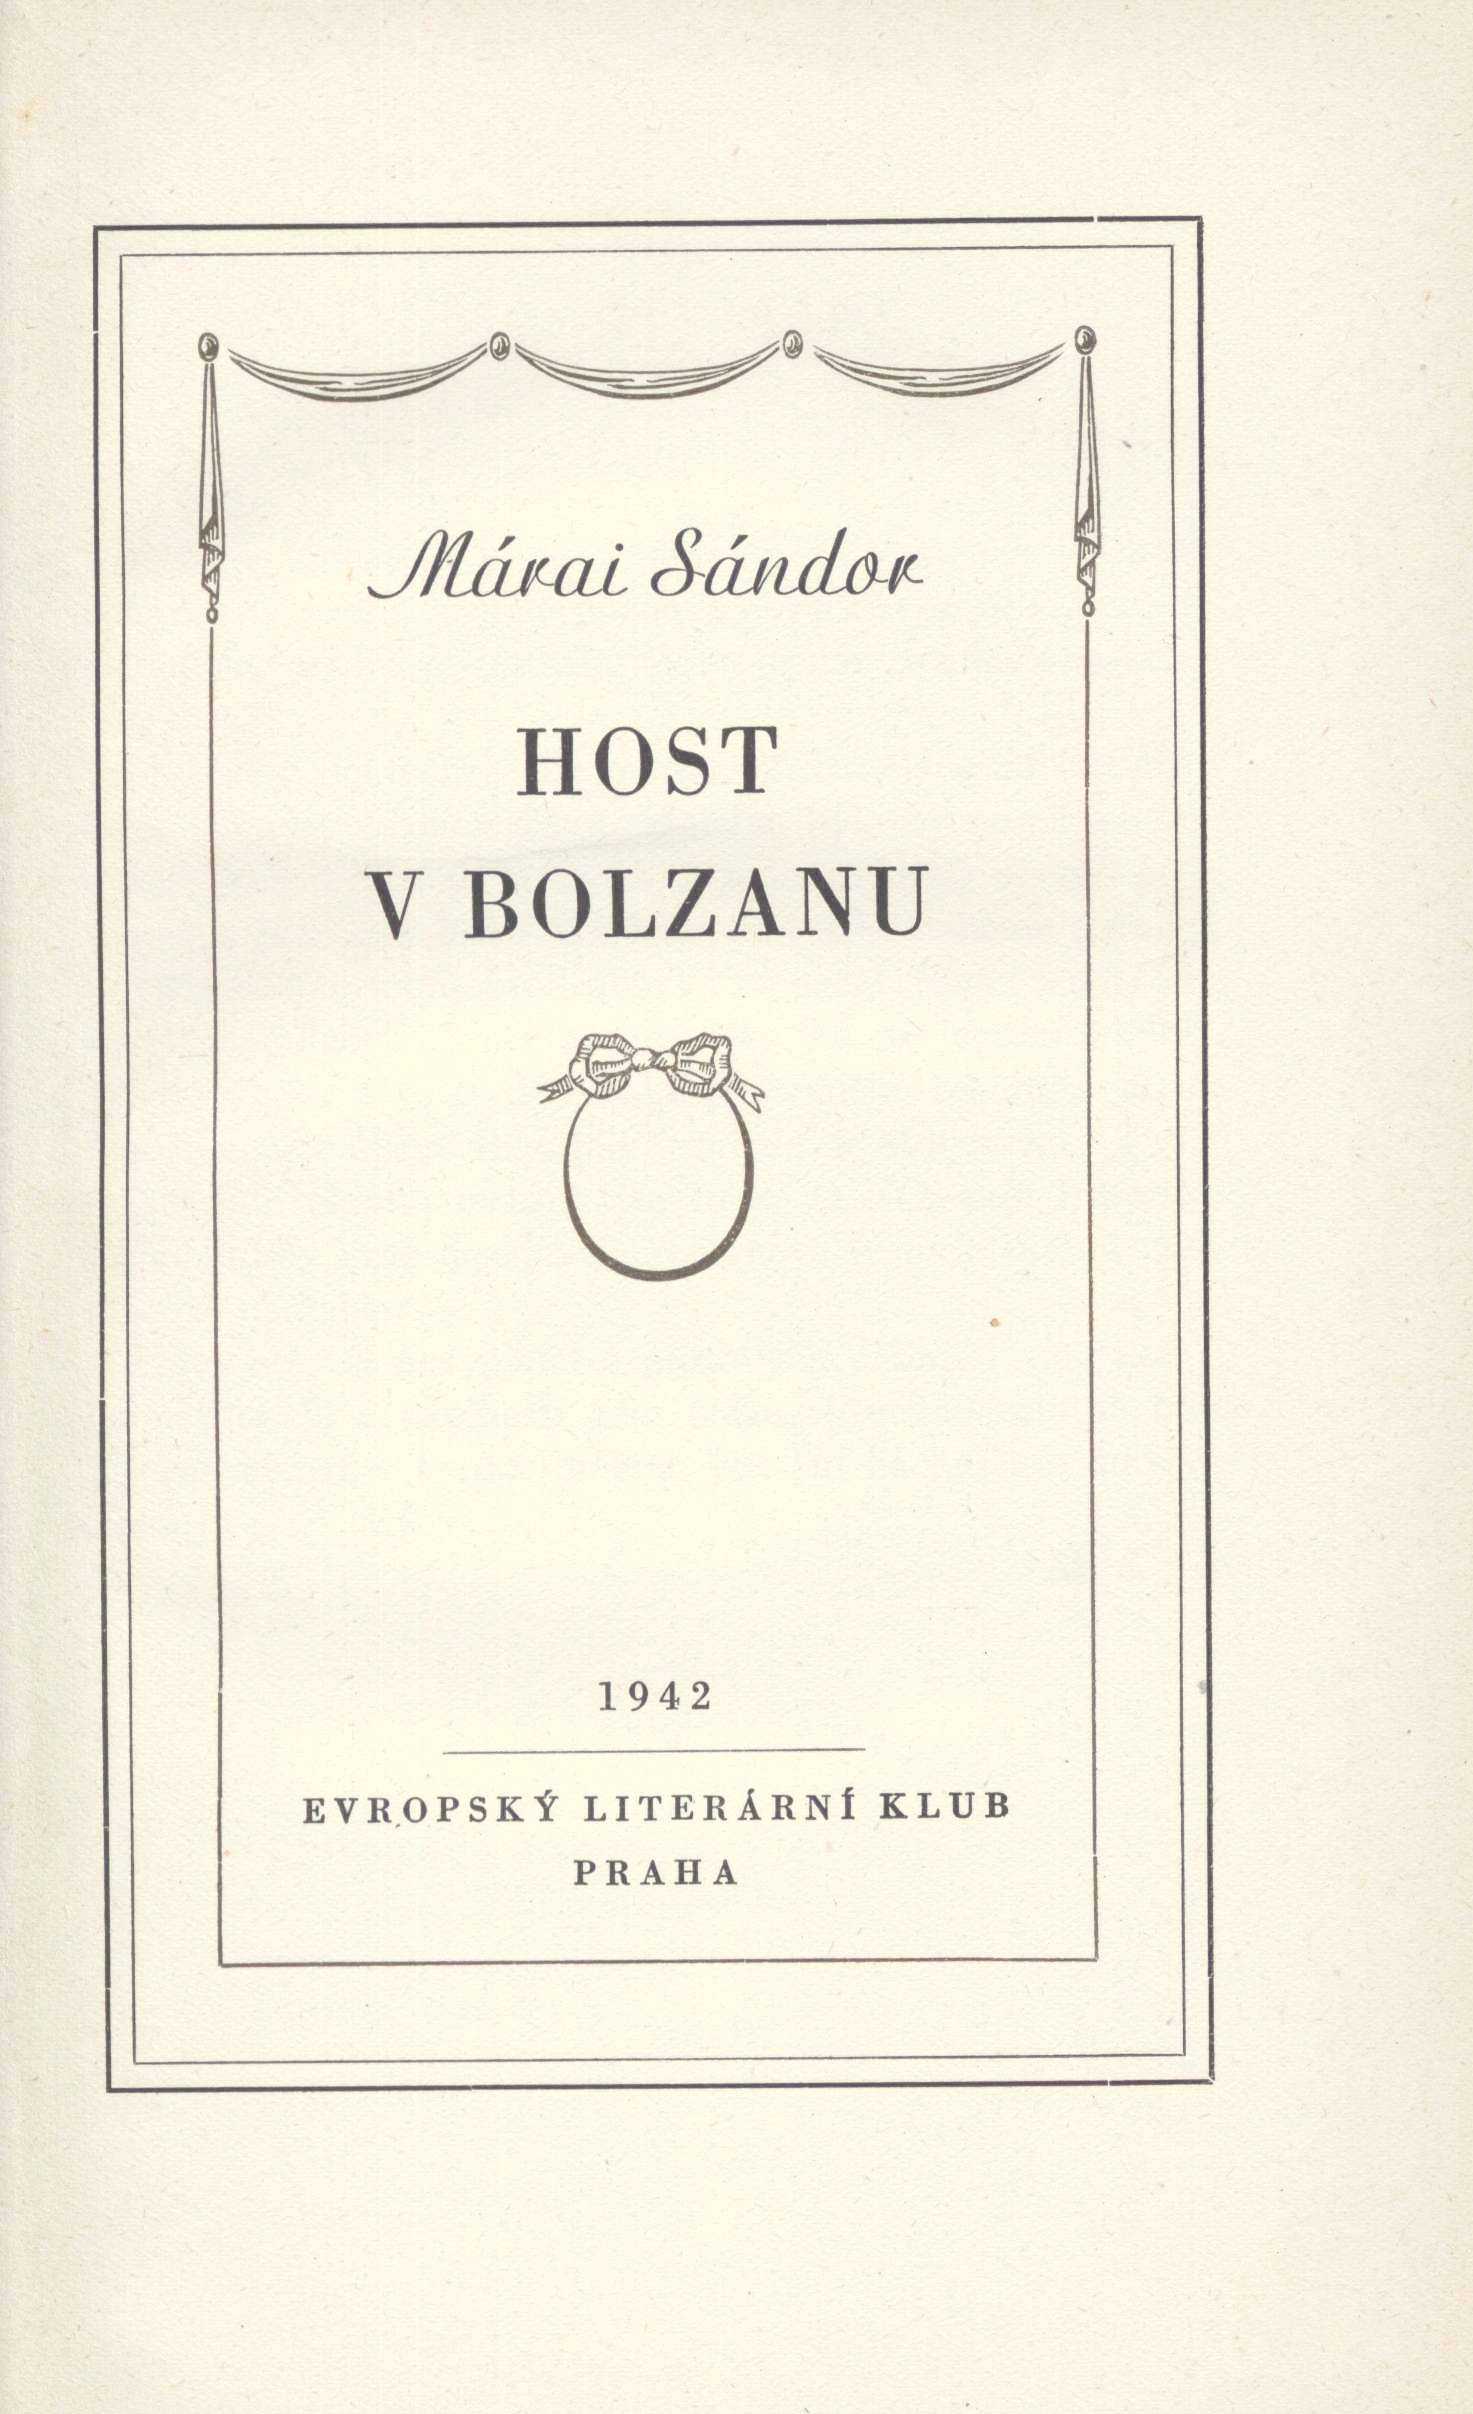 Márai Sándor
HOST
V BOLZANU
1942
EVROPSKÝ LITERÁRNÍ KLUB
PRAHA